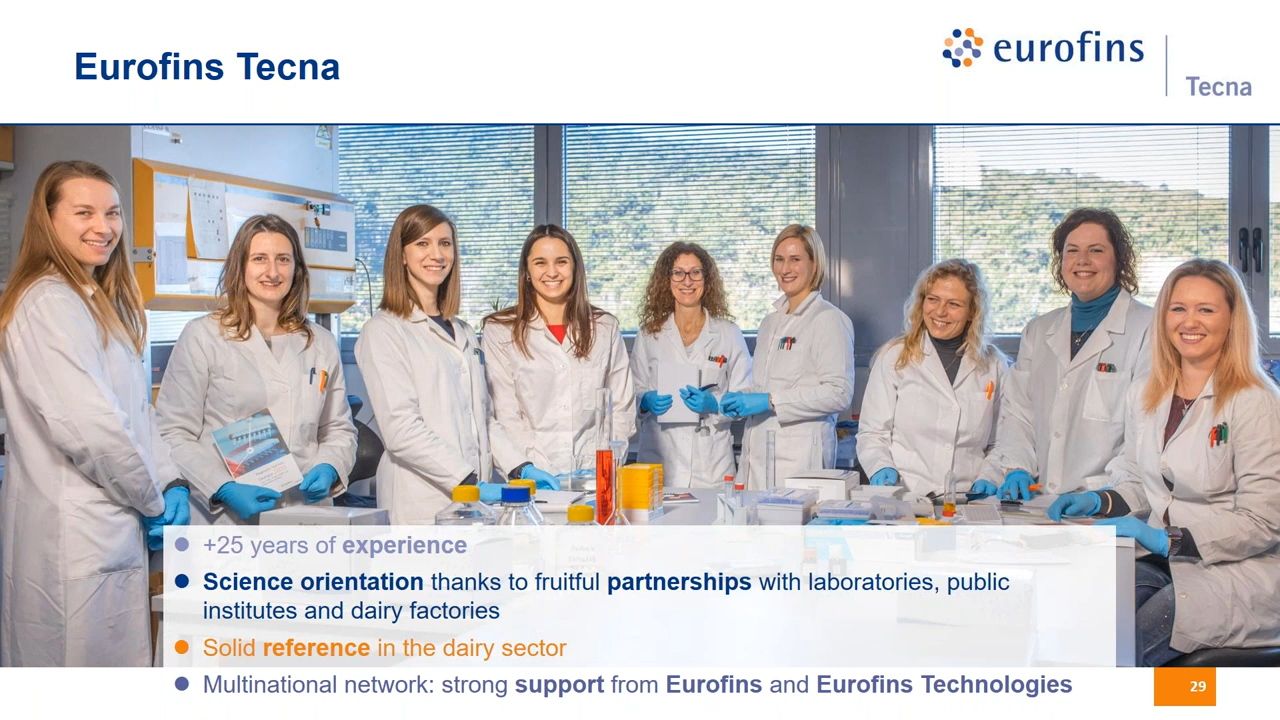 Eurofins Tecna
eurofins
Tecna
+25 years of experience
Science orientation thanks to fruitful partnerships with laboratories, public
institutes and dairy factories
Solid reference in the dairy sector
Multinational network: strong support from Eurofins and Eurofins Technologies
29